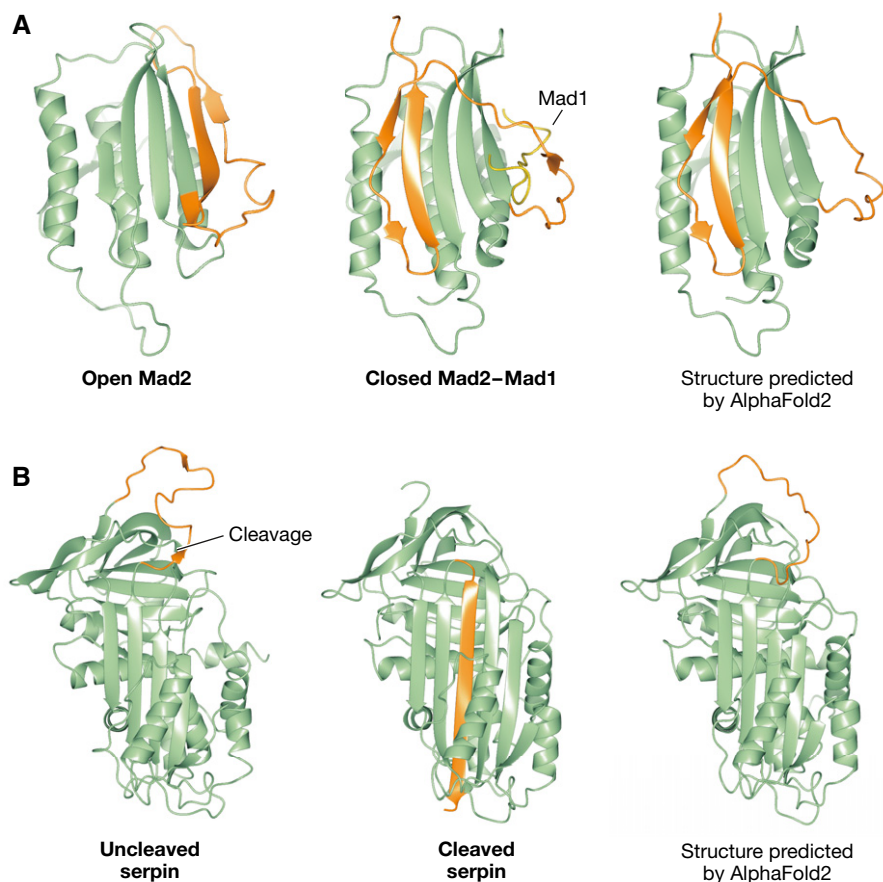 A
Mad1
Open Mad2
Closed Mad2–Mad1
Structure predicted
by AlphaFold2
B
Cleavage
Uncleaved
serpin
Cleaved
serpin
Structure predicted
by AlphaFold2